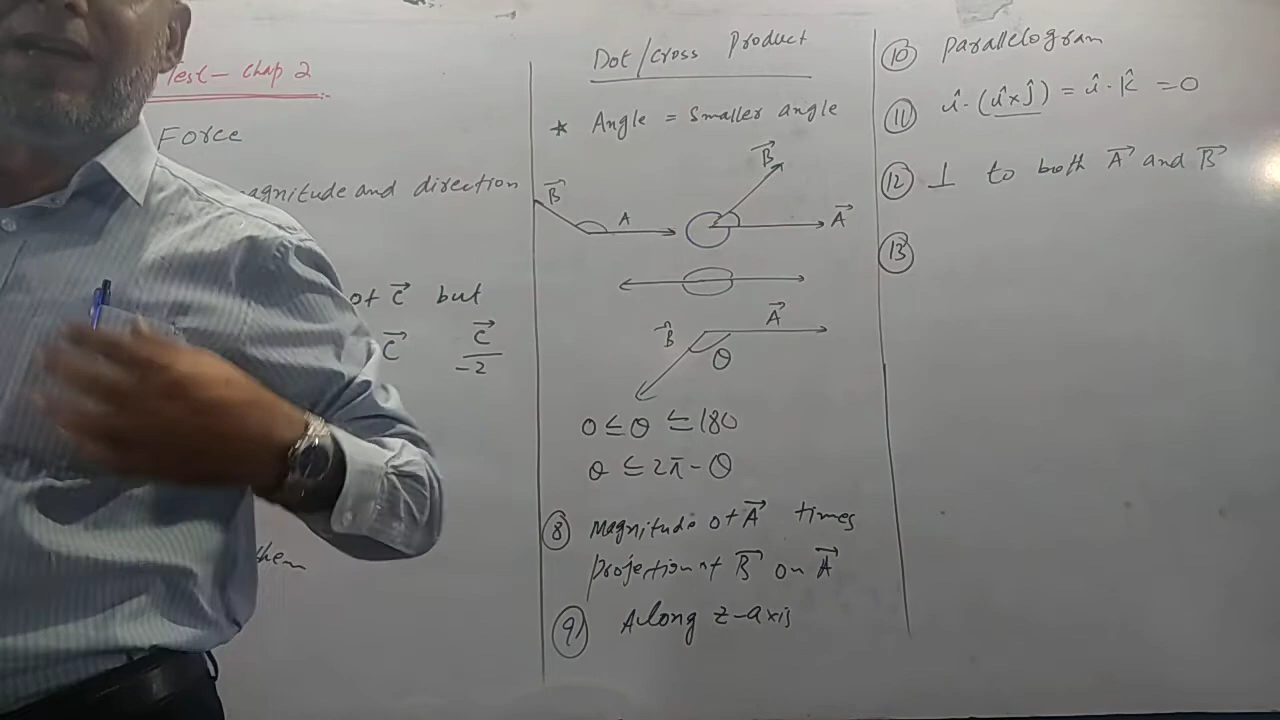 Test - Chap 2
Force
magnitude and direction
of C⃗ but
C⃗ C⃗/-2
them
Dot/Cross Product
* Angle = Smaller angle
B⃗ A
B⃗ A⃗
B⃗ A⃗ θ
0 ≤ θ ≤ 180
θ ≤ 2π - θ
⑧ Magnitude of A⃗ times
projection of B⃗ on A⃗
⑨ Along z-axis
⑩ parallelogram
⑪ û·(û×ĵ) = û·k̂ = 0
⑫ ⊥ to both A⃗ and B⃗
⑬